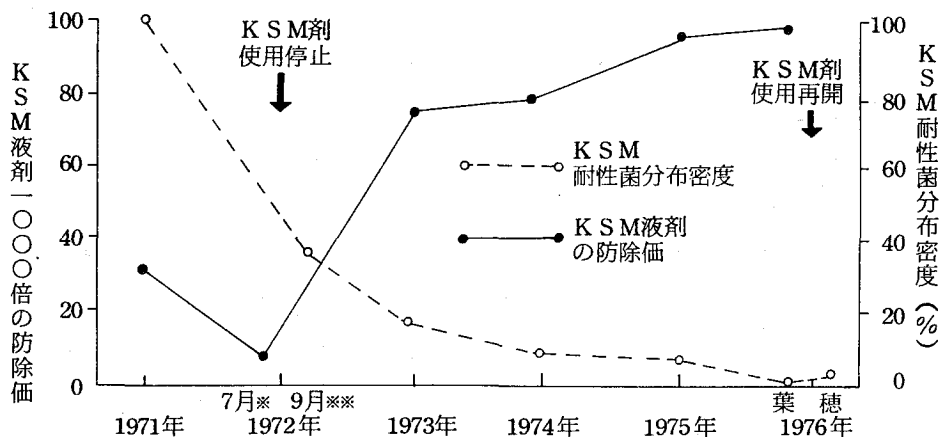 100
80
60
40
20
0
KSM液剤一〇〇〇倍の防除価
KSM剤
使用停止
KSM剤
使用再開
KSM
耐性菌分布密度
KSM液剤
の防除価
100
80
60
40
20
0
KSM耐性菌分布密度(%)
7月※ 9月※※
葉 穂
1971年 1972年 1973年 1974年 1975年 1976年